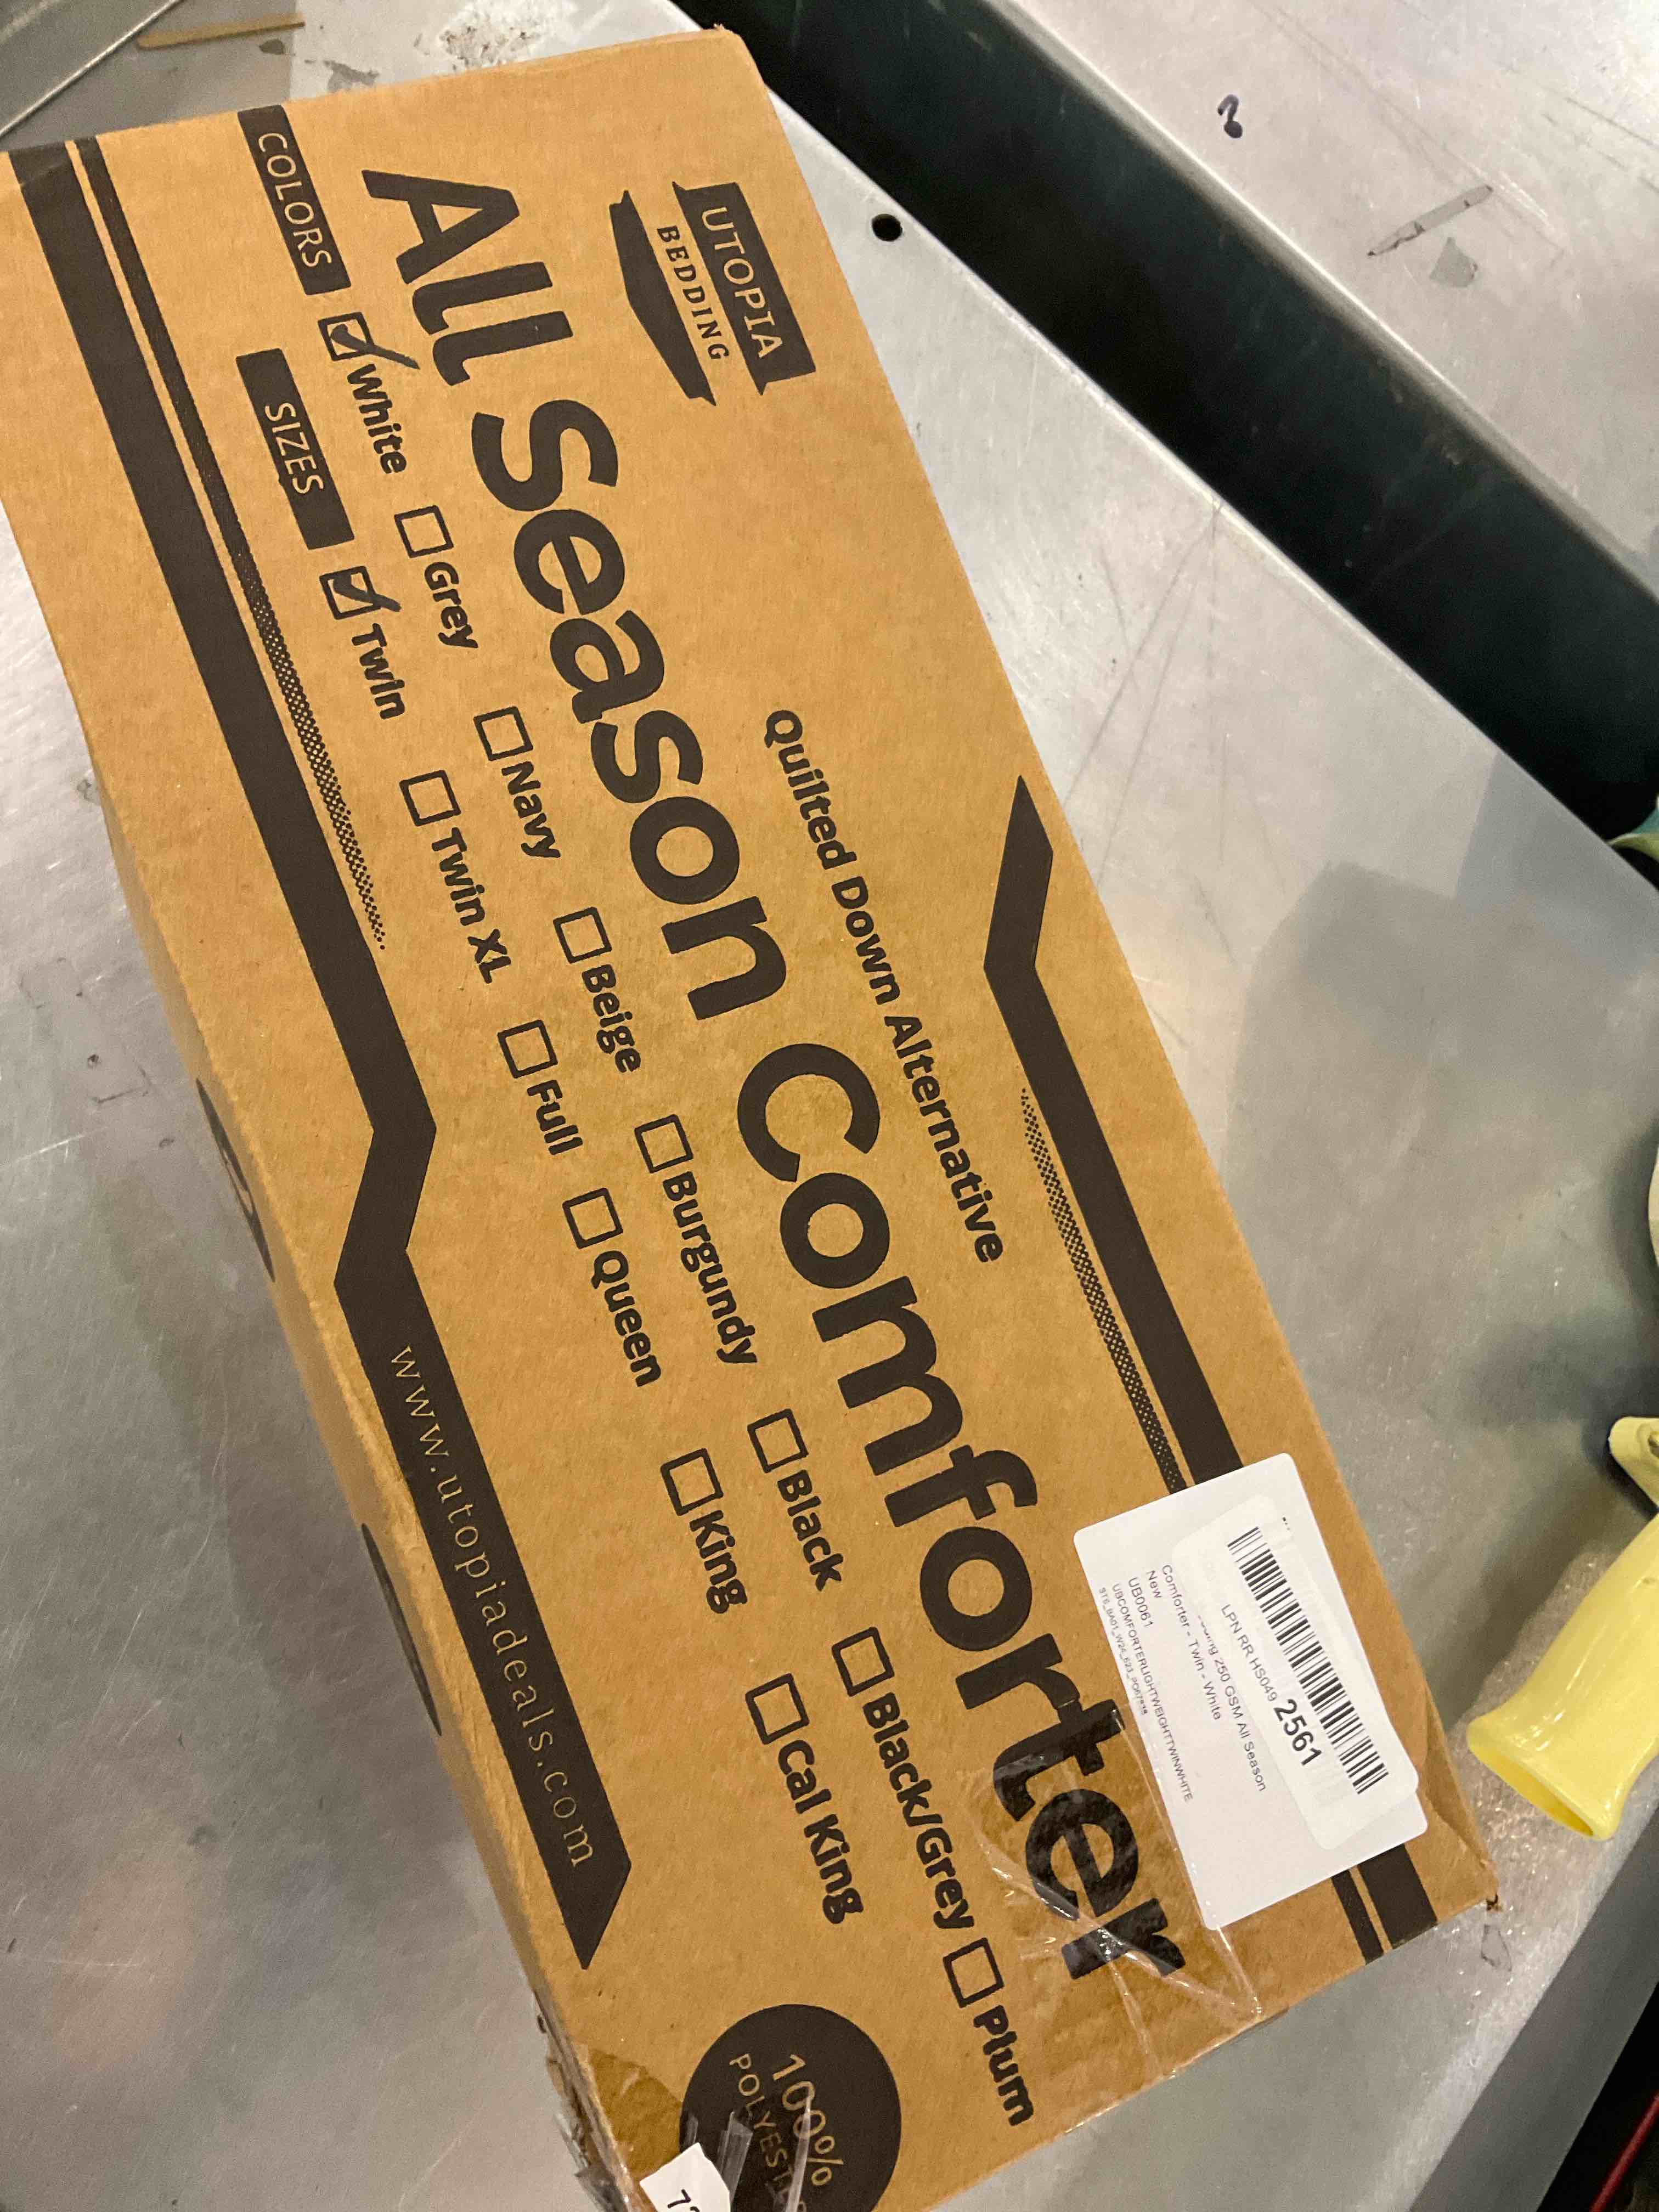 UTOPIA
BEDDING
Quilted Down Alternative
All Season Comforter
COLORS
White Grey Navy Beige Burgundy Black Black/Grey Plum
SIZES
Twin Twin XL Full Queen King Cal King
www.utopiadeals.com
100%
LPN RR HS049 2561
250 GSM All Season
Comforter - Twin - White
New
UB0061
UBCOMFORTERLIGHTWEIGHTTWINWHITE